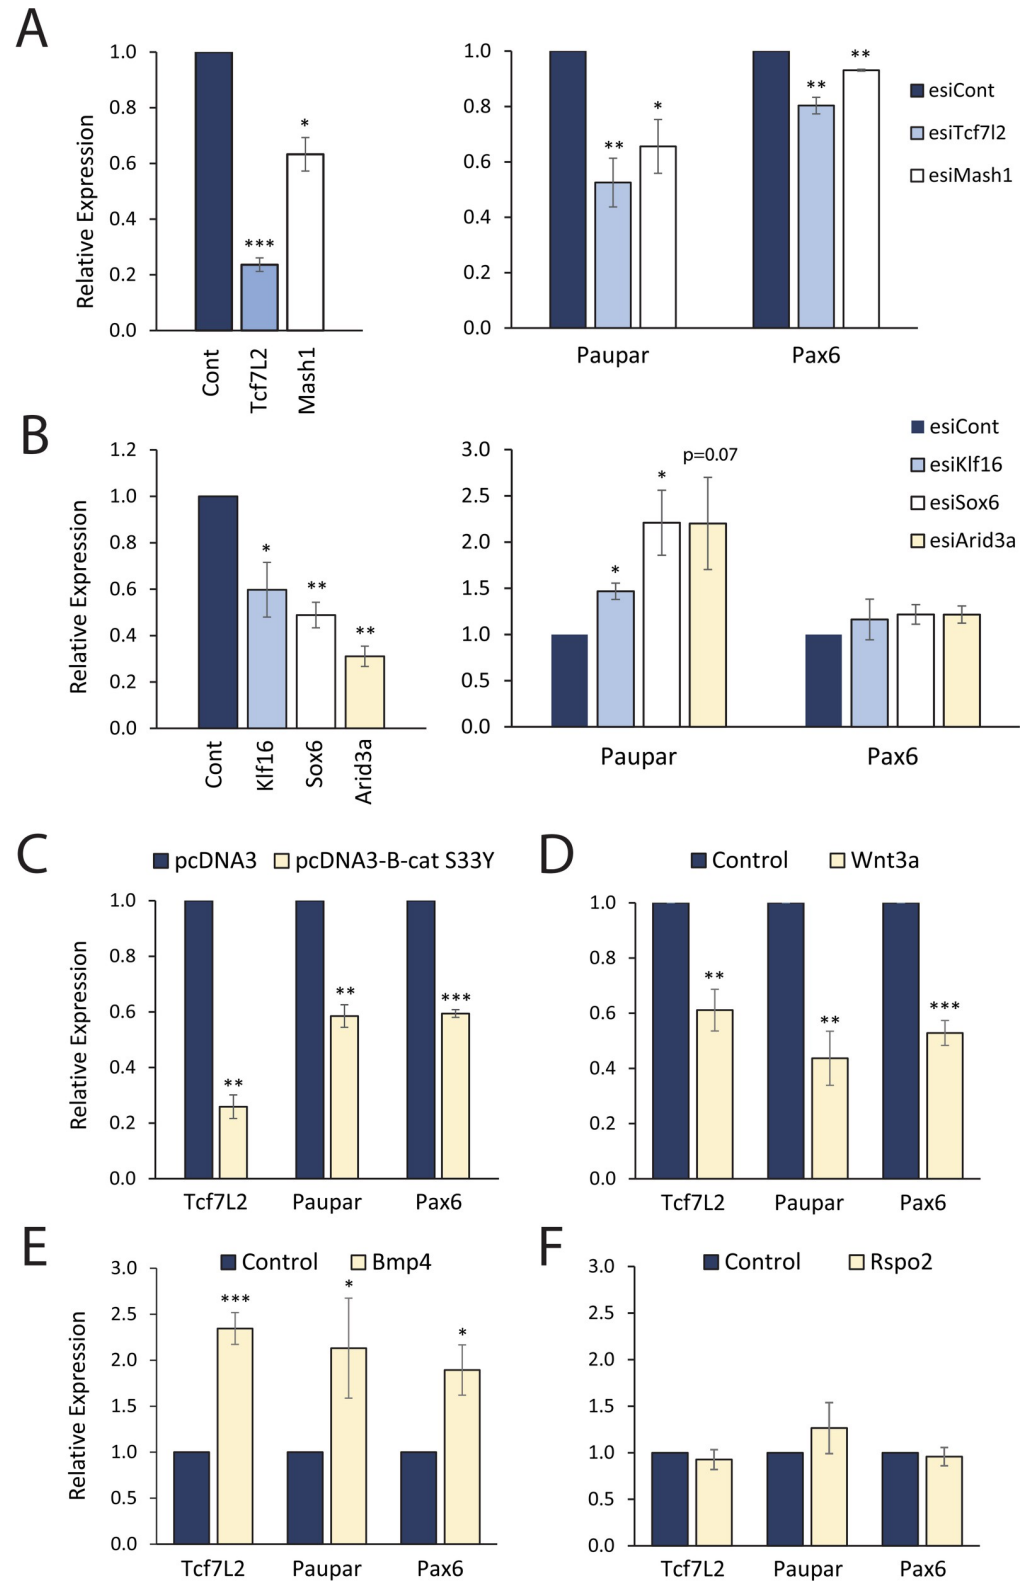 A
Relative Expression
1.0
0.8
0.6
0.4
0.2
0.0
*
***
Cont
Tcf7L2
Mash1
1.0
0.8
0.6
0.4
0.2
0.0
**
*
**
**
Paupar
Pax6
esiCont
esiTcf7l2
esiMash1
B
Relative Expression
1.2
1.0
0.8
0.6
0.4
0.2
0.0
*
**
**
Cont
Klf16
Sox6
Arid3a
3.0
2.5
2.0
1.5
1.0
0.5
0.0
*
*
p=0.07
Paupar
Pax6
esiCont
esiKlf16
esiSox6
esiArid3a
C
pcDNA3
pcDNA3-B-cat S33Y
Relative Expression
1.0
0.8
0.6
0.4
0.2
0.0
**
**
***
Tcf7L2
Paupar
Pax6
D
Control
Wnt3a
1.0
0.8
0.6
0.4
0.2
0.0
**
**
***
Tcf7L2
Paupar
Pax6
E
Control
Bmp4
Relative Expression
3.0
2.5
2.0
1.5
1.0
0.5
0.0
***
*
*
Tcf7L2
Paupar
Pax6
F
Control
Rspo2
3.0
2.5
2.0
1.5
1.0
0.5
0.0
Tcf7L2
Paupar
Pax6